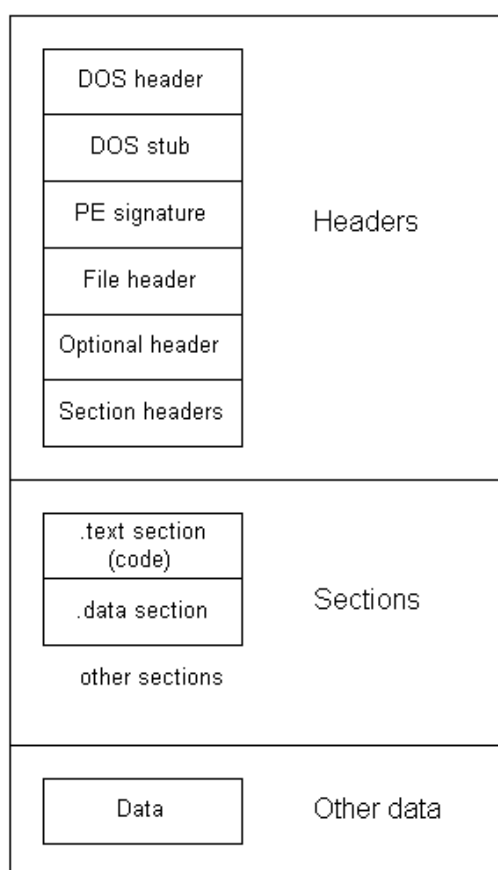 DOS header
DOS stub
PE signature
Headers
File header
Optional header
Section headers
.text section
(code)
Sections
.data section
other sections
Data
Other data